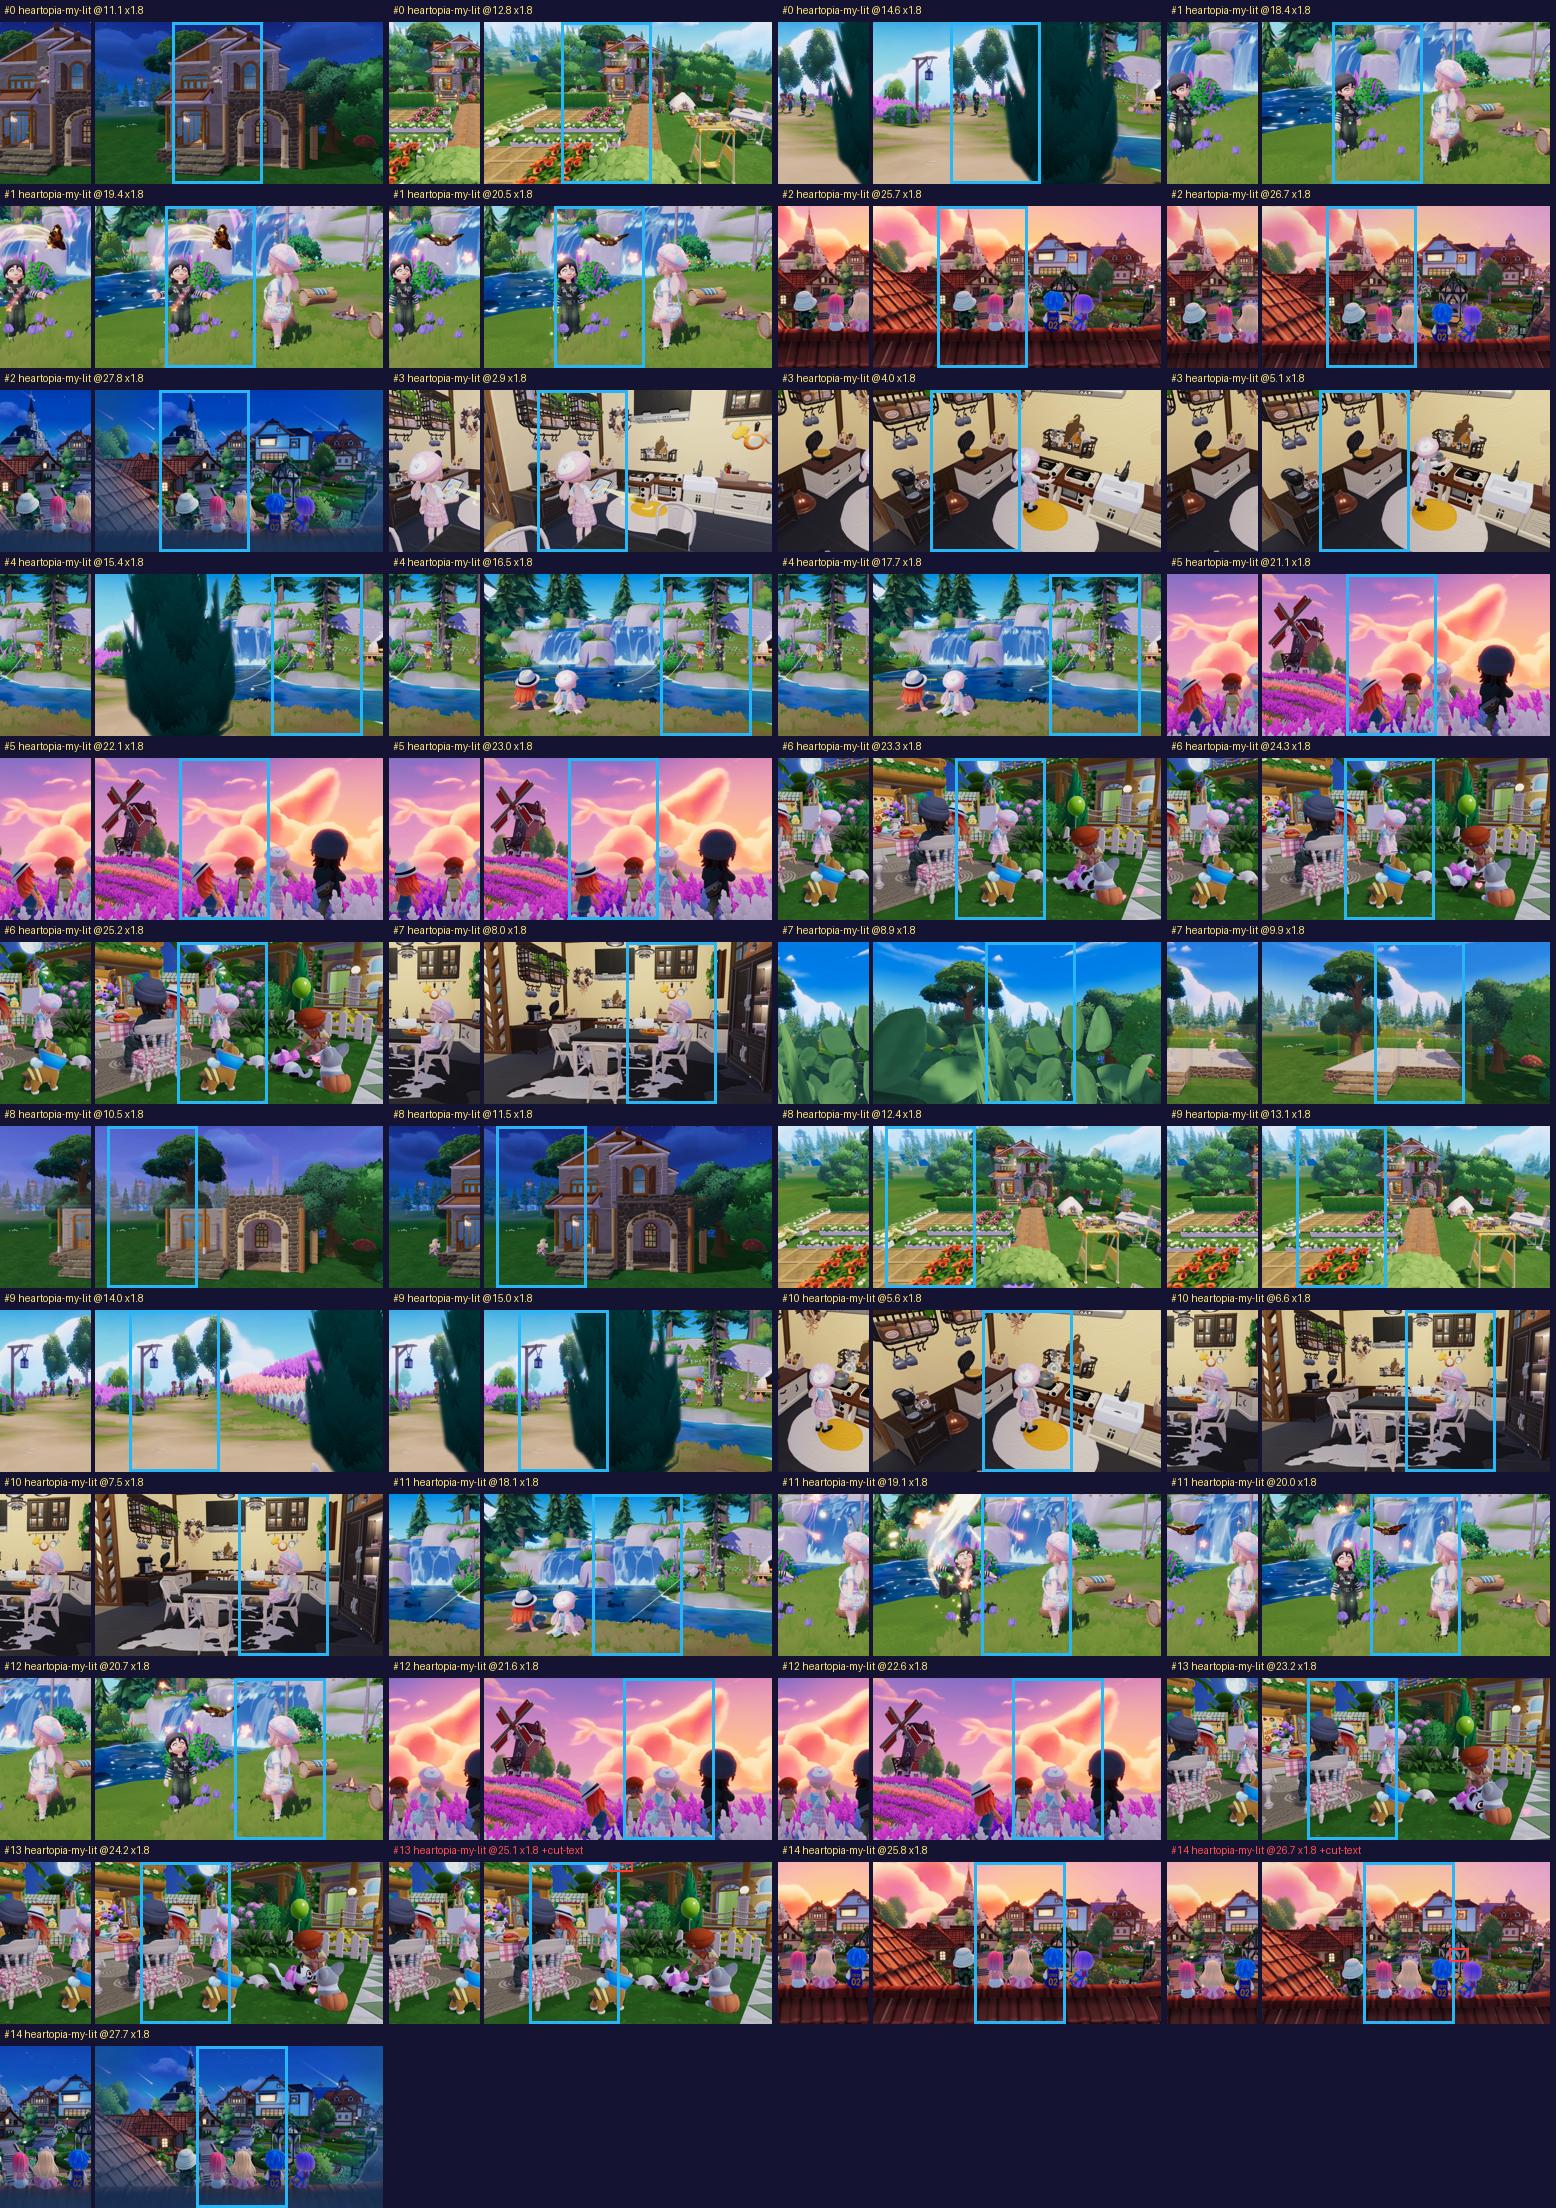 #0 heartopia-my-lit @11.1 x1.8
#0 heartopia-my-lit @12.8 x1.8
#0 heartopia-my-lit @14.6 x1.8
#1 heartopia-my-lit @18.4 x1.8
#1 heartopia-my-lit @19.4 x1.8
#1 heartopia-my-lit @20.5 x1.8
#2 heartopia-my-lit @25.7 x1.8
#2 heartopia-my-lit @26.7 x1.8
02
#2 heartopia-my-lit @27.8 x1.8
#3 heartopia-my-lit @2.9 x1.8
#3 heartopia-my-lit @4.0 x1.8
#3 heartopia-my-lit @5.1 x1.8
#4 heartopia-my-lit @15.4 x1.8
#4 heartopia-my-lit @16.5 x1.8
#4 heartopia-my-lit @17.7 x1.8
#5 heartopia-my-lit @21.1 x1.8
#5 heartopia-my-lit @22.1 x1.8
#5 heartopia-my-lit @23.0 x1.8
#6 heartopia-my-lit @23.3 x1.8
#6 heartopia-my-lit @24.3 x1.8
#6 heartopia-my-lit @25.2 x1.8
#7 heartopia-my-lit @8.0 x1.8
#7 heartopia-my-lit @8.9 x1.8
#7 heartopia-my-lit @9.9 x1.8
#8 heartopia-my-lit @10.5 x1.8
#8 heartopia-my-lit @11.5 x1.8
#8 heartopia-my-lit @12.4 x1.8
#9 heartopia-my-lit @13.1 x1.8
#9 heartopia-my-lit @14.0 x1.8
#9 heartopia-my-lit @15.0 x1.8
#10 heartopia-my-lit @5.6 x1.8
#10 heartopia-my-lit @6.6 x1.8
#10 heartopia-my-lit @7.5 x1.8
#11 heartopia-my-lit @18.1 x1.8
#11 heartopia-my-lit @19.1 x1.8
#11 heartopia-my-lit @20.0 x1.8
#12 heartopia-my-lit @20.7 x1.8
#12 heartopia-my-lit @21.6 x1.8
#12 heartopia-my-lit @22.6 x1.8
#13 heartopia-my-lit @23.2 x1.8
#13 heartopia-my-lit @24.2 x1.8
#13 heartopia-my-lit @25.1 x1.8 +cut-text
#14 heartopia-my-lit @25.8 x1.8
#14 heartopia-my-lit @26.7 x1.8 +cut-text
02
02
#14 heartopia-my-lit @27.7 x1.8
02